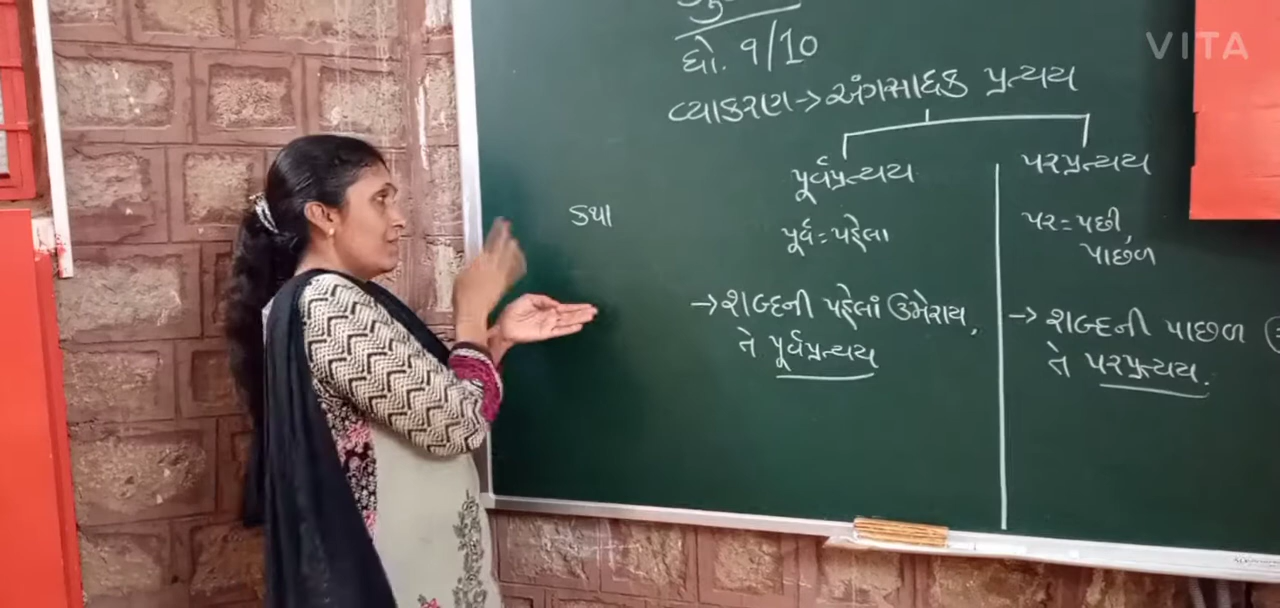 ધો. ૧/10
વ્યાકરણ → અંગસાધક પ્રત્યય
પૂર્વપ્રત્યય
પૂર્વ = પહેલા
→ શબ્દની પહેલાં ઉમેરાય,
તે પૂર્વપ્રત્યય
પરપ્રત્યય
પર = પછી,
પાછળ
→ શબ્દની પાછળ
તે પરપ્રત્યય.
કથા
VITA